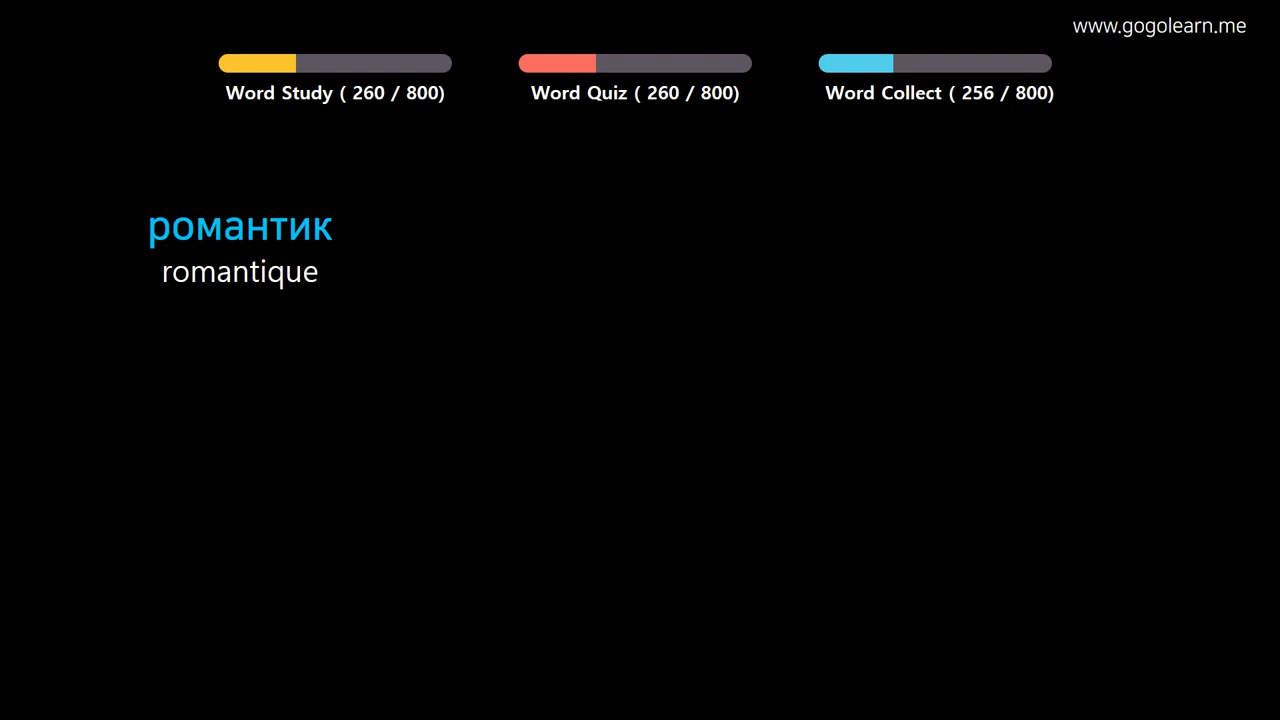 www.gogolearn.me
Word Study ( 260 / 800)
Word Quiz ( 260 / 800)
Word Collect ( 256 / 800)
романтик
romantique